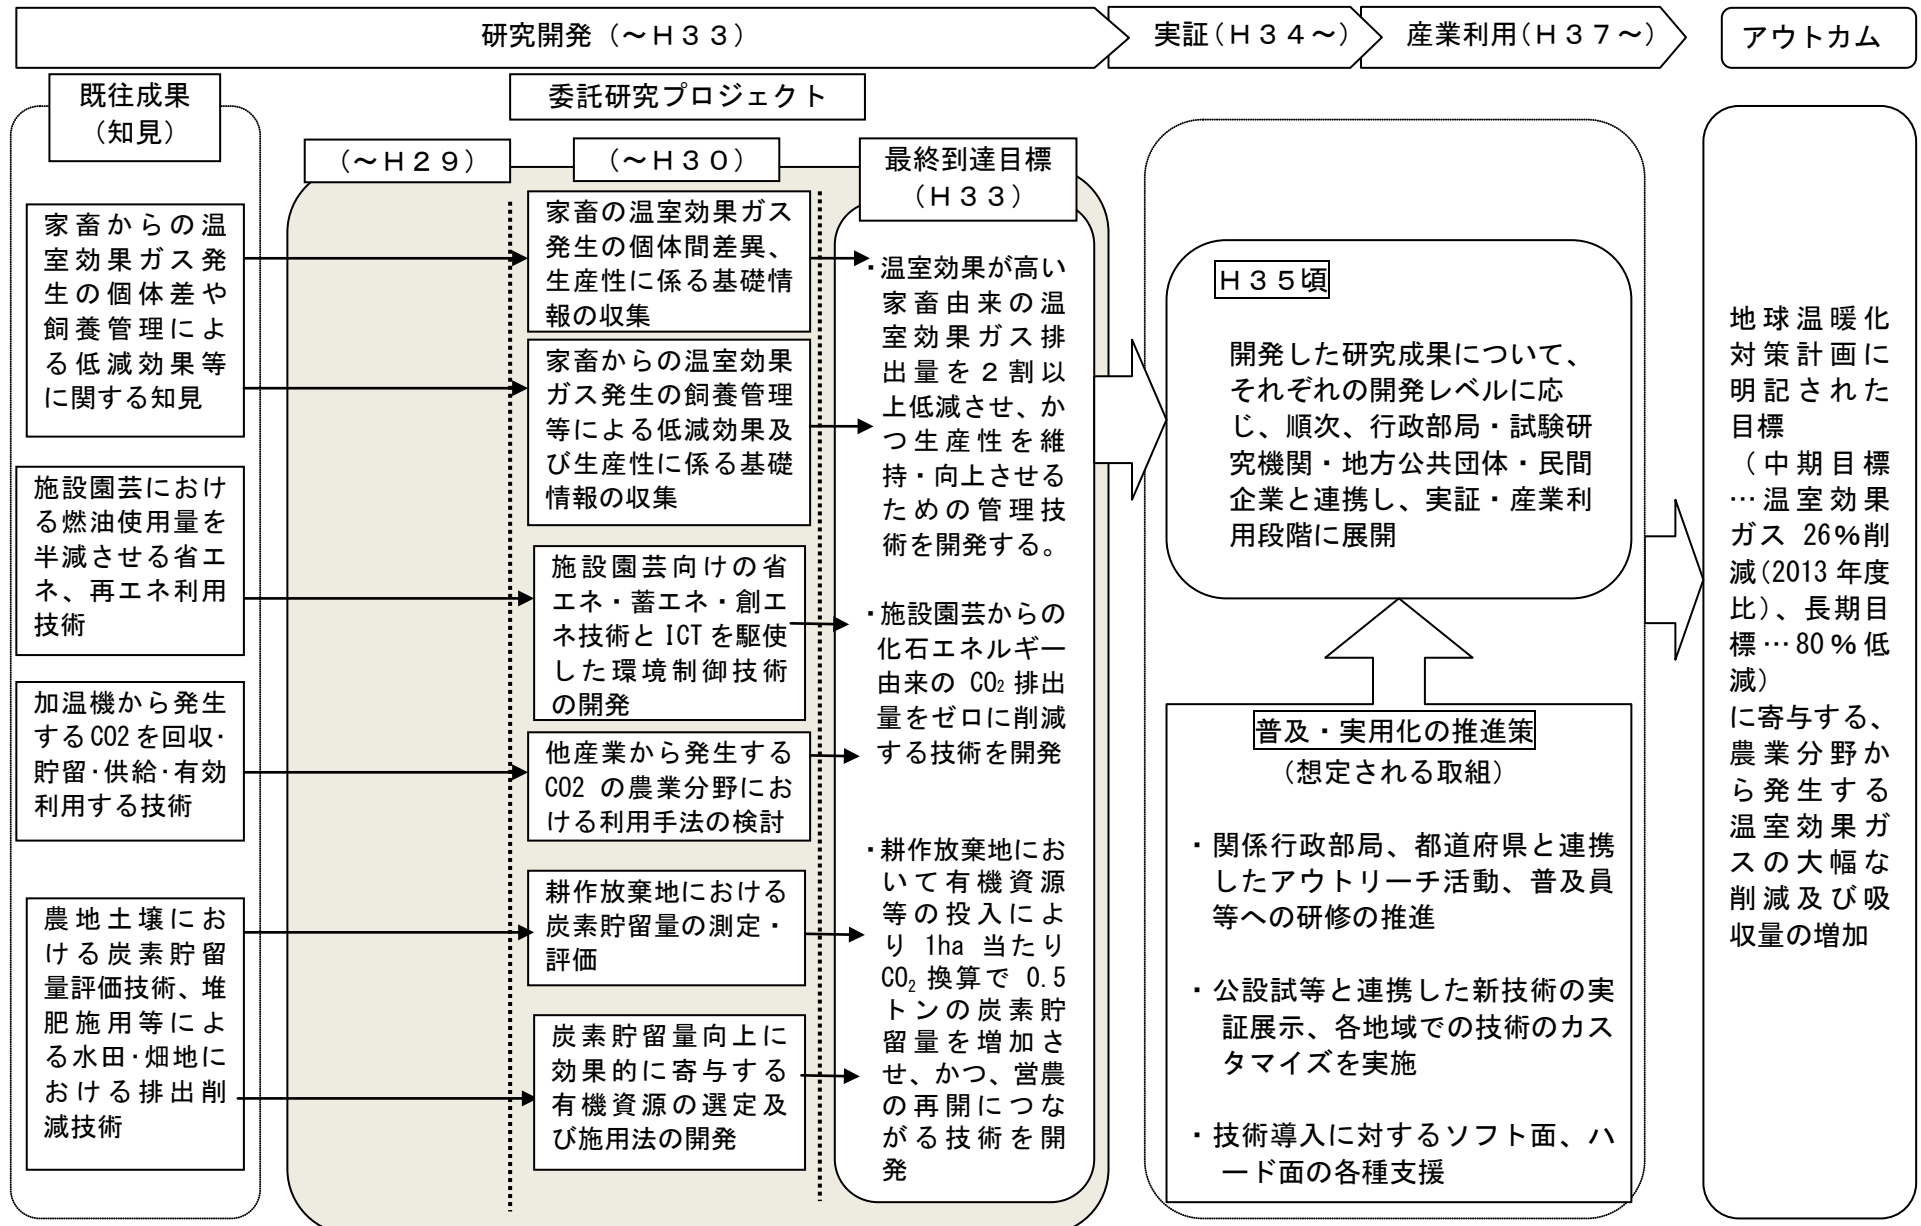 研究開発（～Ｈ３３）
実証（Ｈ３４～）
産業利用（Ｈ３７～）
アウトカム
既往成果
（知見）
家畜からの温
室効果ガス発
生の個体差や
飼養管理によ
る低減効果等
に関する知見
施設園芸におけ
る燃油使用量を
半減させる省エ
ネ、再エネ利用
技術
加温機から発生
するCO2を回収･
貯留･供給･有効
利用する技術
農地土壌にお
ける炭素貯留
量評価技術、堆
肥施用等によ
る水田･畑地に
おける排出削
減技術
委託研究プロジェクト
（～Ｈ２９）
（～Ｈ３０）
家畜の温室効果ガス
発生の個体間差異、
生産性に係る基礎情
報の収集
家畜からの温室効果
ガス発生の飼養管理
等による低減効果及
び生産性に係る基礎
情報の収集
施設園芸向けの省
エネ・蓄エネ・創エ
ネ技術とICTを駆使
した環境制御技術
の開発
他産業から発生する
CO2 の農業分野にお
ける利用手法の検討
耕作放棄地における
炭素貯留量の測定・
評価
炭素貯留量向上に
効果的に寄与する
有機資源の選定及
び施用法の開発
最終到達目標
（Ｈ３３）
・温室効果が高い
家畜由来の温
室効果ガス排
出量を２割以
上低減させ、か
つ生産性を維
持・向上させる
ための管理技
術を開発する。
・施設園芸からの
化石エネルギー
由来の CO₂ 排出
量をゼロに削減
する技術を開発
・耕作放棄地にお
いて有機資源
等の投入によ
り 1ha 当たり
CO₂ 換算で 0.5
トンの炭素貯
留量を増加さ
せ、かつ、営農
の再開につな
がる技術を開
発
Ｈ３５頃
開発した研究成果について、
それぞれの開発レベルに応
じ、順次、行政部局・試験研
究機関・地方公共団体・民間
企業と連携し、実証・産業利
用段階に展開
普及・実用化の推進策
（想定される取組）
・関係行政部局、都道府県と連携
したアウトリーチ活動、普及員
等への研修の推進
・公設試等と連携した新技術の実
証展示、各地域での技術のカス
タマイズを実施
・技術導入に対するソフト面、ハ
ード面の各種支援
地球温暖化
対策計画に
明記された
目標
（中期目標
…温室効果
ガス 26%削
減(2013 年度
比)、長期目
標…80%低
減）
に寄与する、
農業分野か
ら発生する
温室効果ガ
スの大幅な
削減及び吸
収量の増加